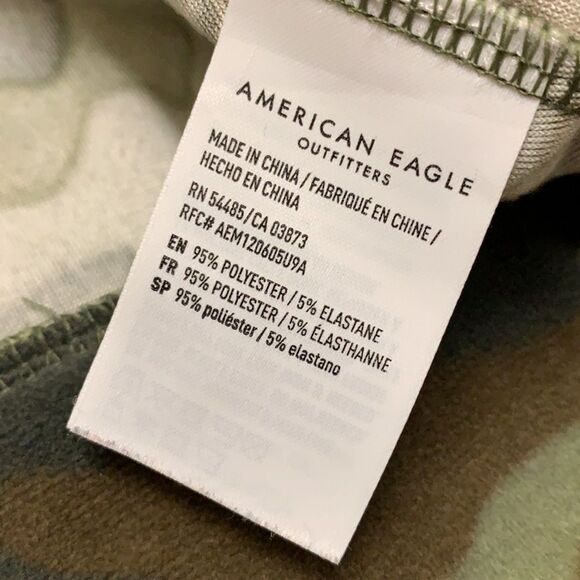 AMERICAN EAGLE
OUTFITTERS
MADE IN CHINA / FABRIQUÉ EN CHINE /
HECHO EN CHINA
RN 54485/CA 03873
RFC# AEM120605U9A
EN 95% POLYESTER / 5% ELASTANE
FR 95% POLYESTER / 5% ÉLASTHANNE
SP 95% poliéster / 5% elastano